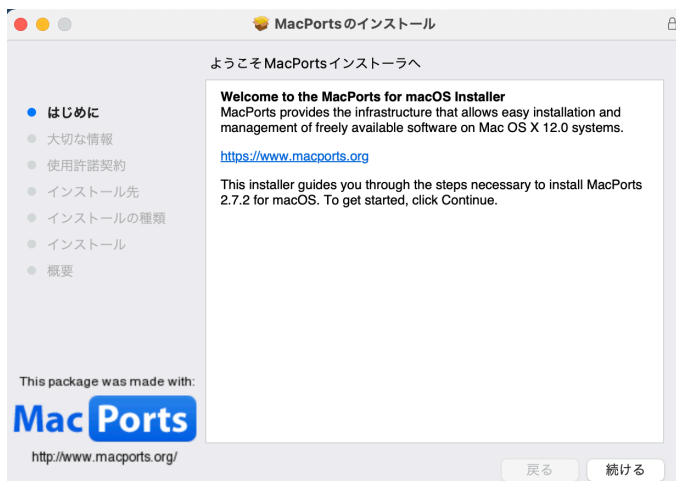 MacPortsのインストール
ようこそMacPortsインストーラへ
はじめに
大切な情報
使用許諾契約
インストール先
インストールの種類
インストール
概要
Welcome to the MacPorts for macOS Installer
MacPorts provides the infrastructure that allows easy installation and
management of freely available software on Mac OS X 12.0 systems.
https://www.macports.org
This installer guides you through the steps necessary to install MacPorts
2.7.2 for macOS. To get started, click Continue.
This package was made with:
Mac Ports
http://www.macports.org/
戻る
続ける